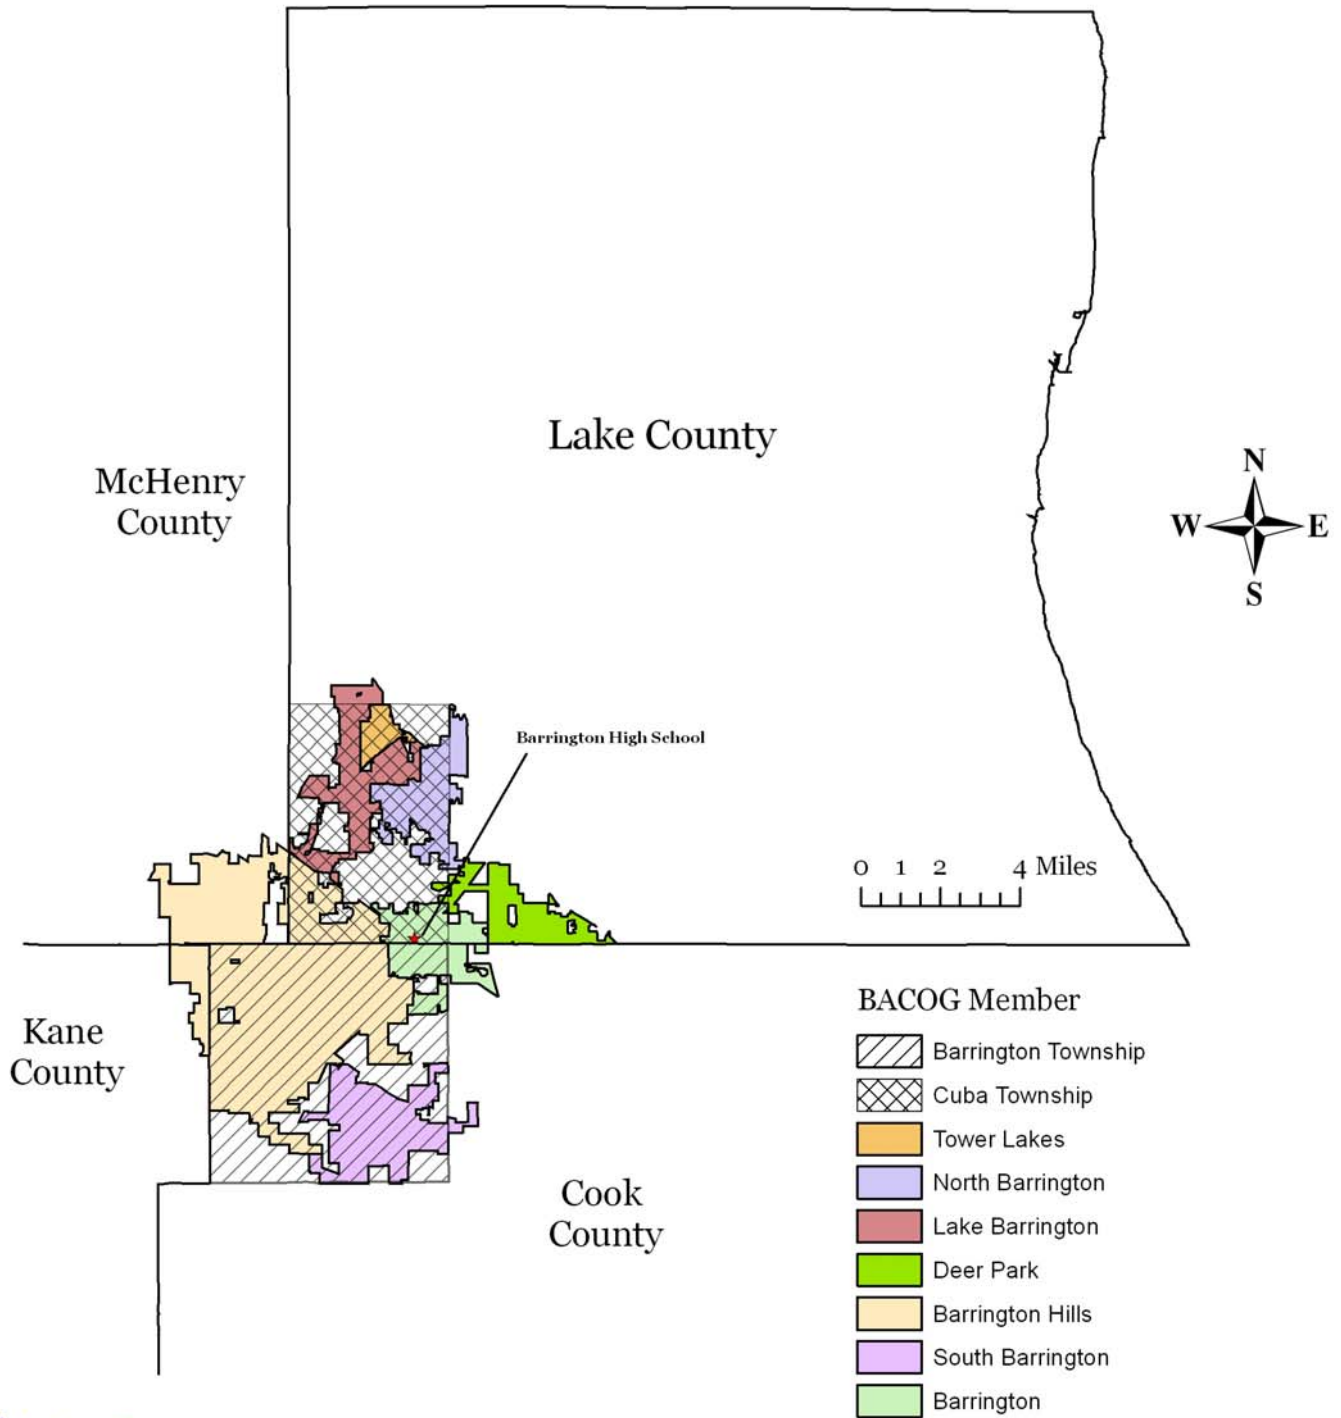 Lake County
McHenry
County
N
W E
S
Barrington High School
0 1 2 4 Miles
BACOG Member
Barrington Township
Cuba Township
Tower Lakes
North Barrington
Lake Barrington
Deer Park
Barrington Hills
South Barrington
Barrington
Kane
County
Cook
County